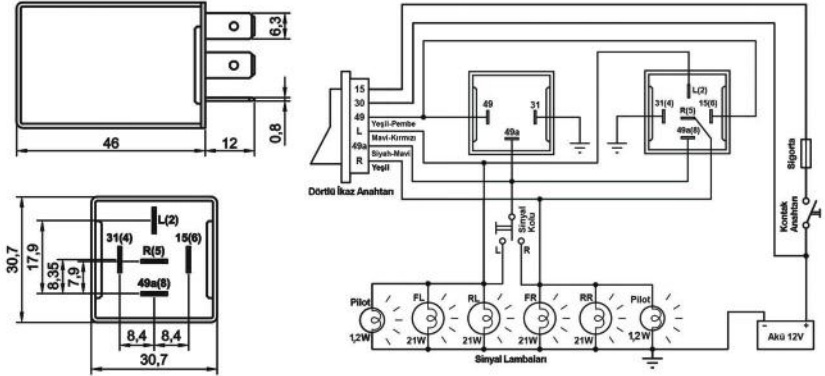 6,3
46
12
0,8
L(2)
31(4)
15(6)
R(5)
49a(8)
30,7
17,9
8,35
7,9
8,4
8,4
30,7
15
30
49
L
49a
R
Yeşil-Pembe
Mavi-Kırmızı
Siyah-Mavi
Yeşil
Dörtlü İkaz Anahtarı
49
31
49a
L(2)
31(4)
R(5)
15(6)
49a(8)
Sigorta
Kontak
Anahtarı
Sinyal
Kolu
L
R
Pilot
FL
RL
FR
RR
Pilot
1,2W
21W
21W
21W
21W
1,2W
Sinyal Lambaları
- +
Akü 12V